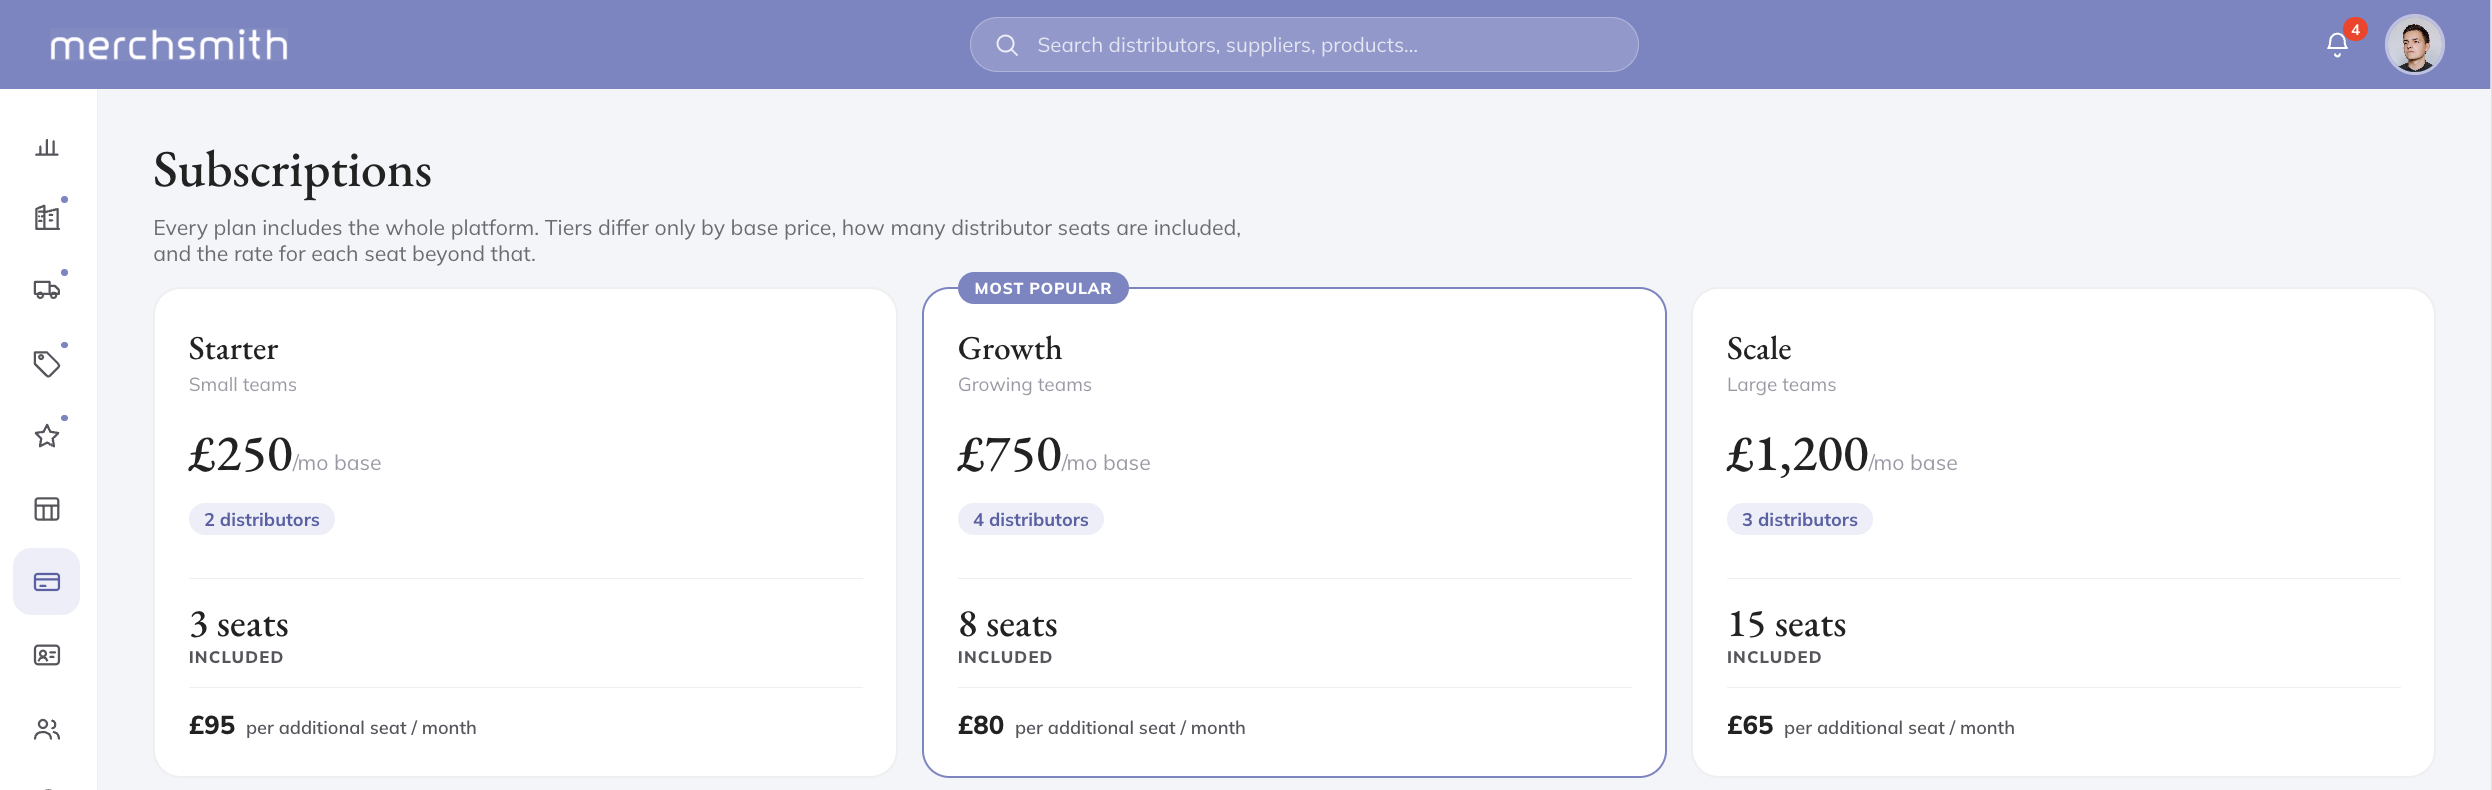 merchsmith
Search distributors, suppliers, products...
4
Subscriptions
Every plan includes the whole platform. Tiers differ only by base price, how many distributor seats are included,
and the rate for each seat beyond that.
Starter
Small teams
£250/mo base
2 distributors
3 seats
INCLUDED
£95 per additional seat / month
MOST POPULAR
Growth
Growing teams
£750/mo base
4 distributors
8 seats
INCLUDED
£80 per additional seat / month
Scale
Large teams
£1,200/mo base
3 distributors
15 seats
INCLUDED
£65 per additional seat / month